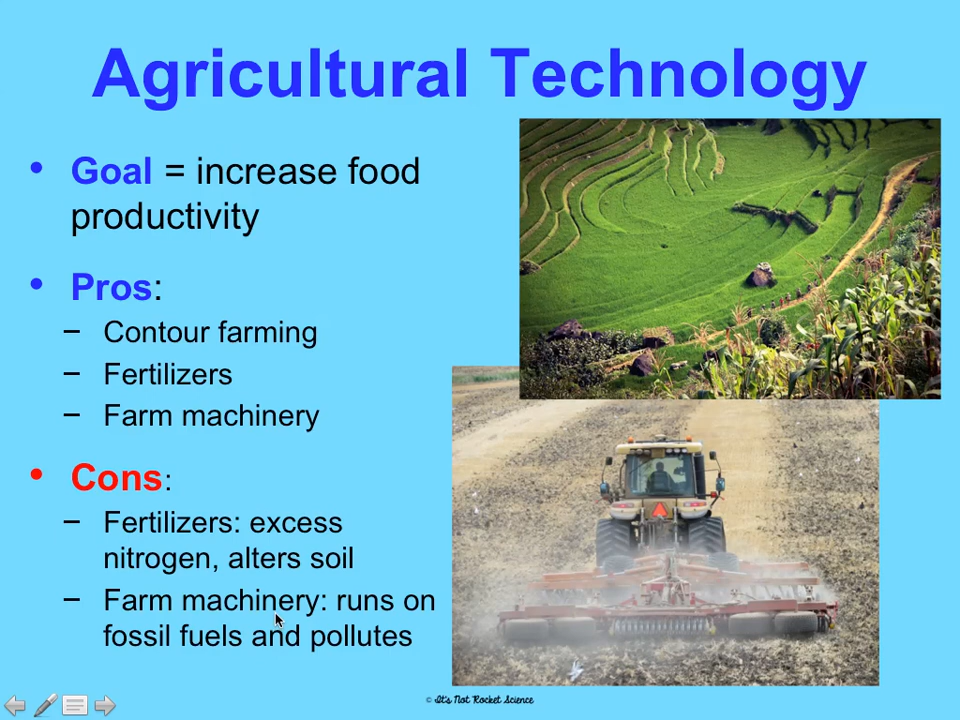 Agricultural Technology
• Goal = increase food
productivity
• Pros:
– Contour farming
– Fertilizers
– Farm machinery
• Cons:
– Fertilizers: excess
nitrogen, alters soil
– Farm machinery: runs on
fossil fuels and pollutes
© It's Not Rocket Science